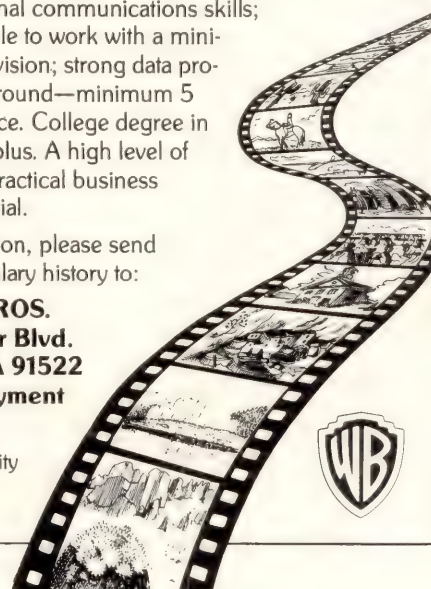 nal communications skills;
le to work with a mini-
vision; strong data pro-
round—minimum 5
ce. College degree in
plus. A high level of
ractical business
ial.
on, please send
lary history to:
ROS.
r Blvd.
A 91522
yment
ity
WB